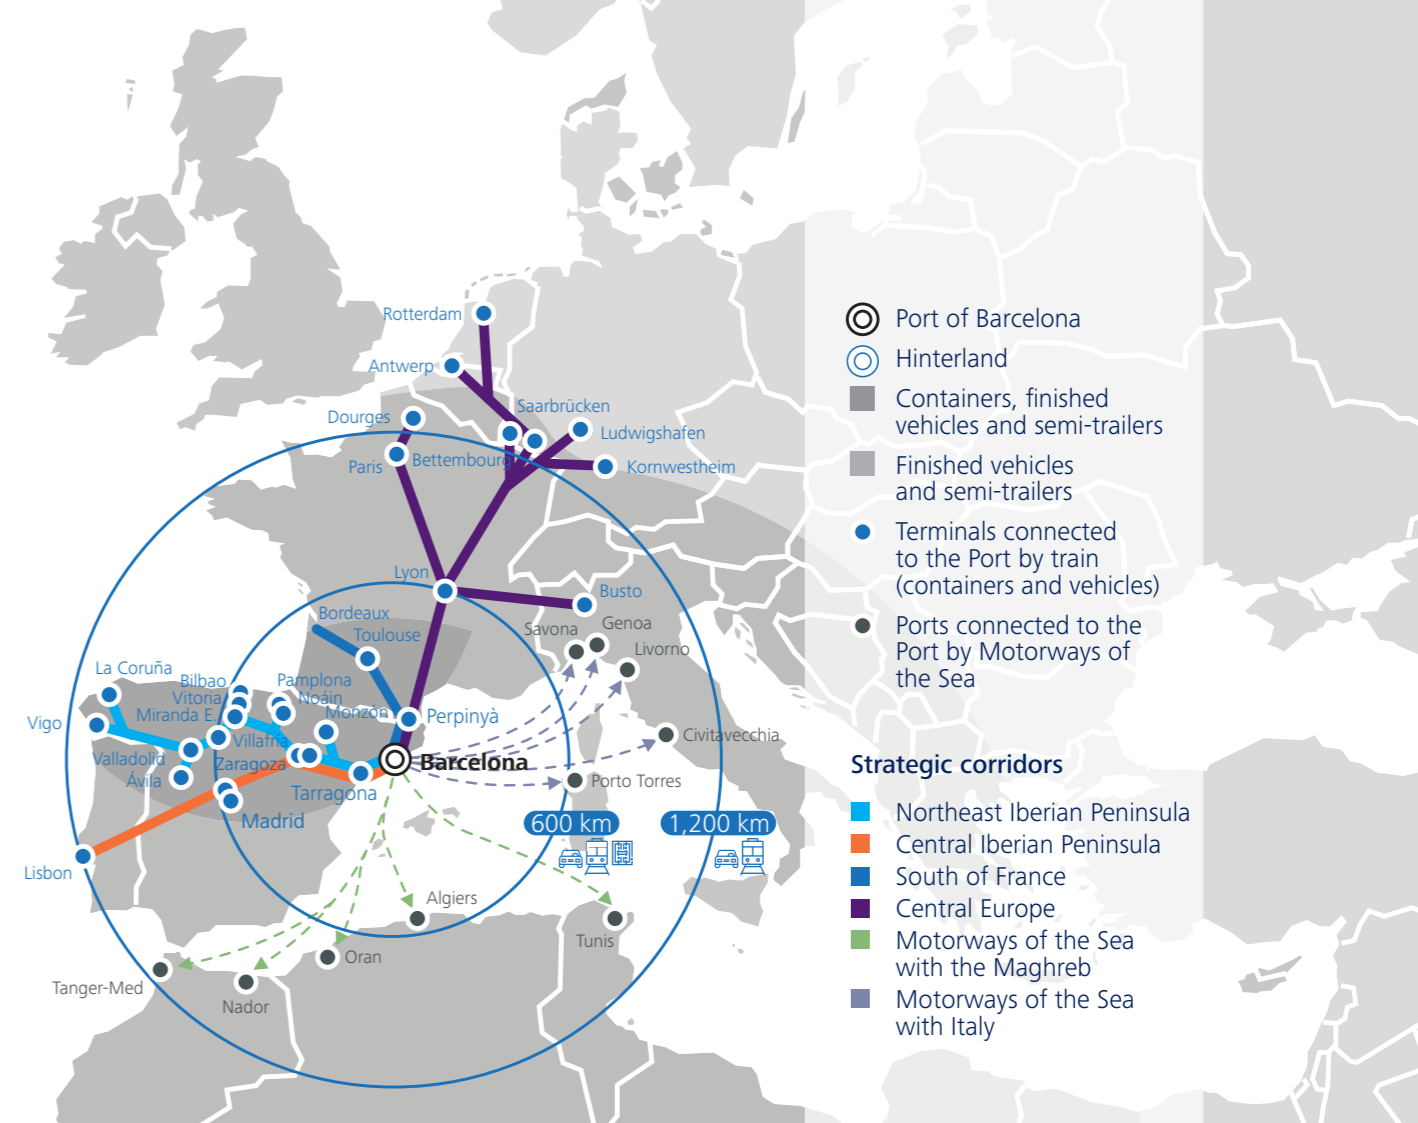 Rotterdam
Antwerp
Dourges
Saarbrücken
Ludwigshafen
Paris
Bettembourg
Kornwestheim
Lyon
Busto
Bordeaux
Toulouse
Savona
Genoa
Livorno
La Coruña
Bilbao
Vitoria
Miranda E.
Pamplona
Noáin
Monzón
Perpinyà
Vigo
Villafría
Valladolid
Zaragoza
Ávila
Barcelona
Civitavecchia
Porto Torres
Tarragona
Madrid
600 km
1,200 km
Lisbon
Algiers
Tunis
Oran
Tanger-Med
Nador
Port of Barcelona
Hinterland
Containers, finished
vehicles and semi-trailers
Finished vehicles
and semi-trailers
Terminals connected
to the Port by train
(containers and vehicles)
Ports connected to the
Port by Motorways of
the Sea
Strategic corridors
Northeast Iberian Peninsula
Central Iberian Peninsula
South of France
Central Europe
Motorways of the Sea
with the Maghreb
Motorways of the Sea
with Italy